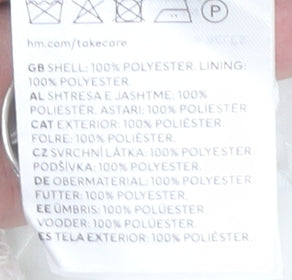 P
hm.com/takecare
GB SHELL: 100% POLYESTER. LINING:
100% POLYESTER.
AL SHTRESA E JASHTME: 100%
POLIESTËR. ASTARI: 100% POLIESTËR
CAT EXTERIOR: 100% POLIÈSTER.
FOLRE: 100% POLIÈSTER.
CZ SVRCHNÍ LÁTKA: 100% POLYESTER.
PODŠÍVKA: 100% POLYESTER.
DE OBERMATERIAL: 100% POLYESTER
FUTTER: 100% POLYESTER.
EE ÜMBRIS: 100% POLÜESTER.
VOODER: 100% POLÜESTER.
ES TELA EXTERIOR: 100% POLIÉSTER.